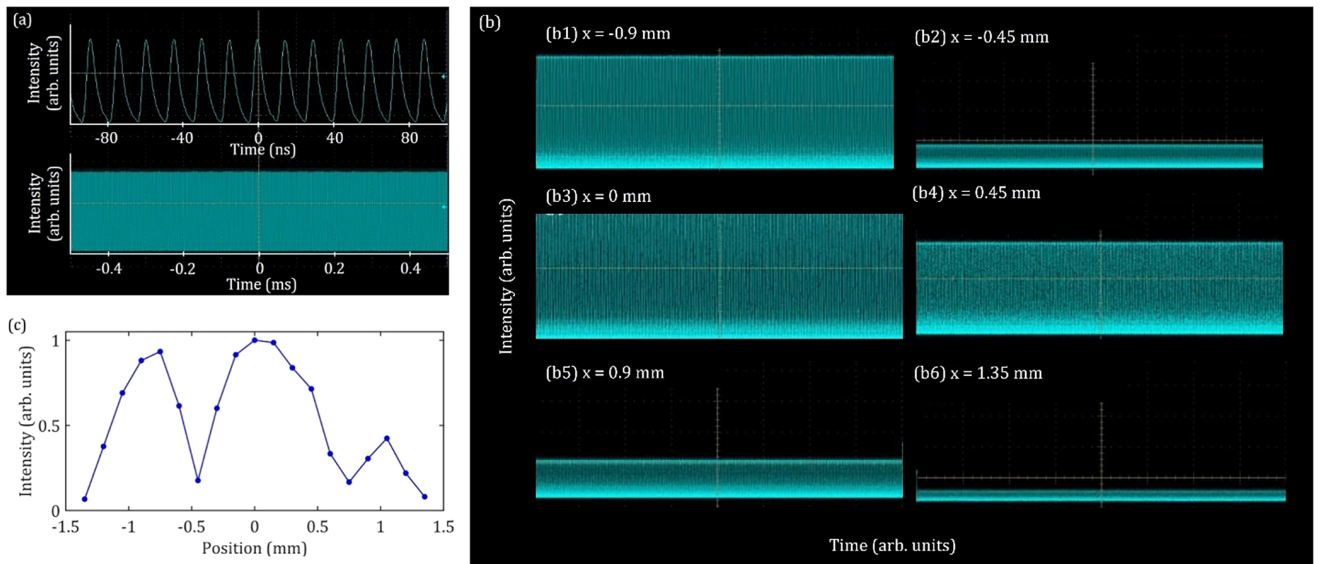 (a)
Intensity
(arb. units)
-80 -40 0 40 80
Time (ns)
Intensity
(arb. units)
-0.4 -0.2 0 0.2 0.4
Time (ms)
(b)
(b1) x = -0.9 mm
(b2) x = -0.45 mm
(b3) x = 0 mm
(b4) x = 0.45 mm
(b5) x = 0.9 mm
(b6) x = 1.35 mm
Intensity (arb. units)
Time (arb. units)
(c)
Intensity (arb. units)
1
0.5
0
-1.5 -1 -0.5 0 0.5 1 1.5
Position (mm)